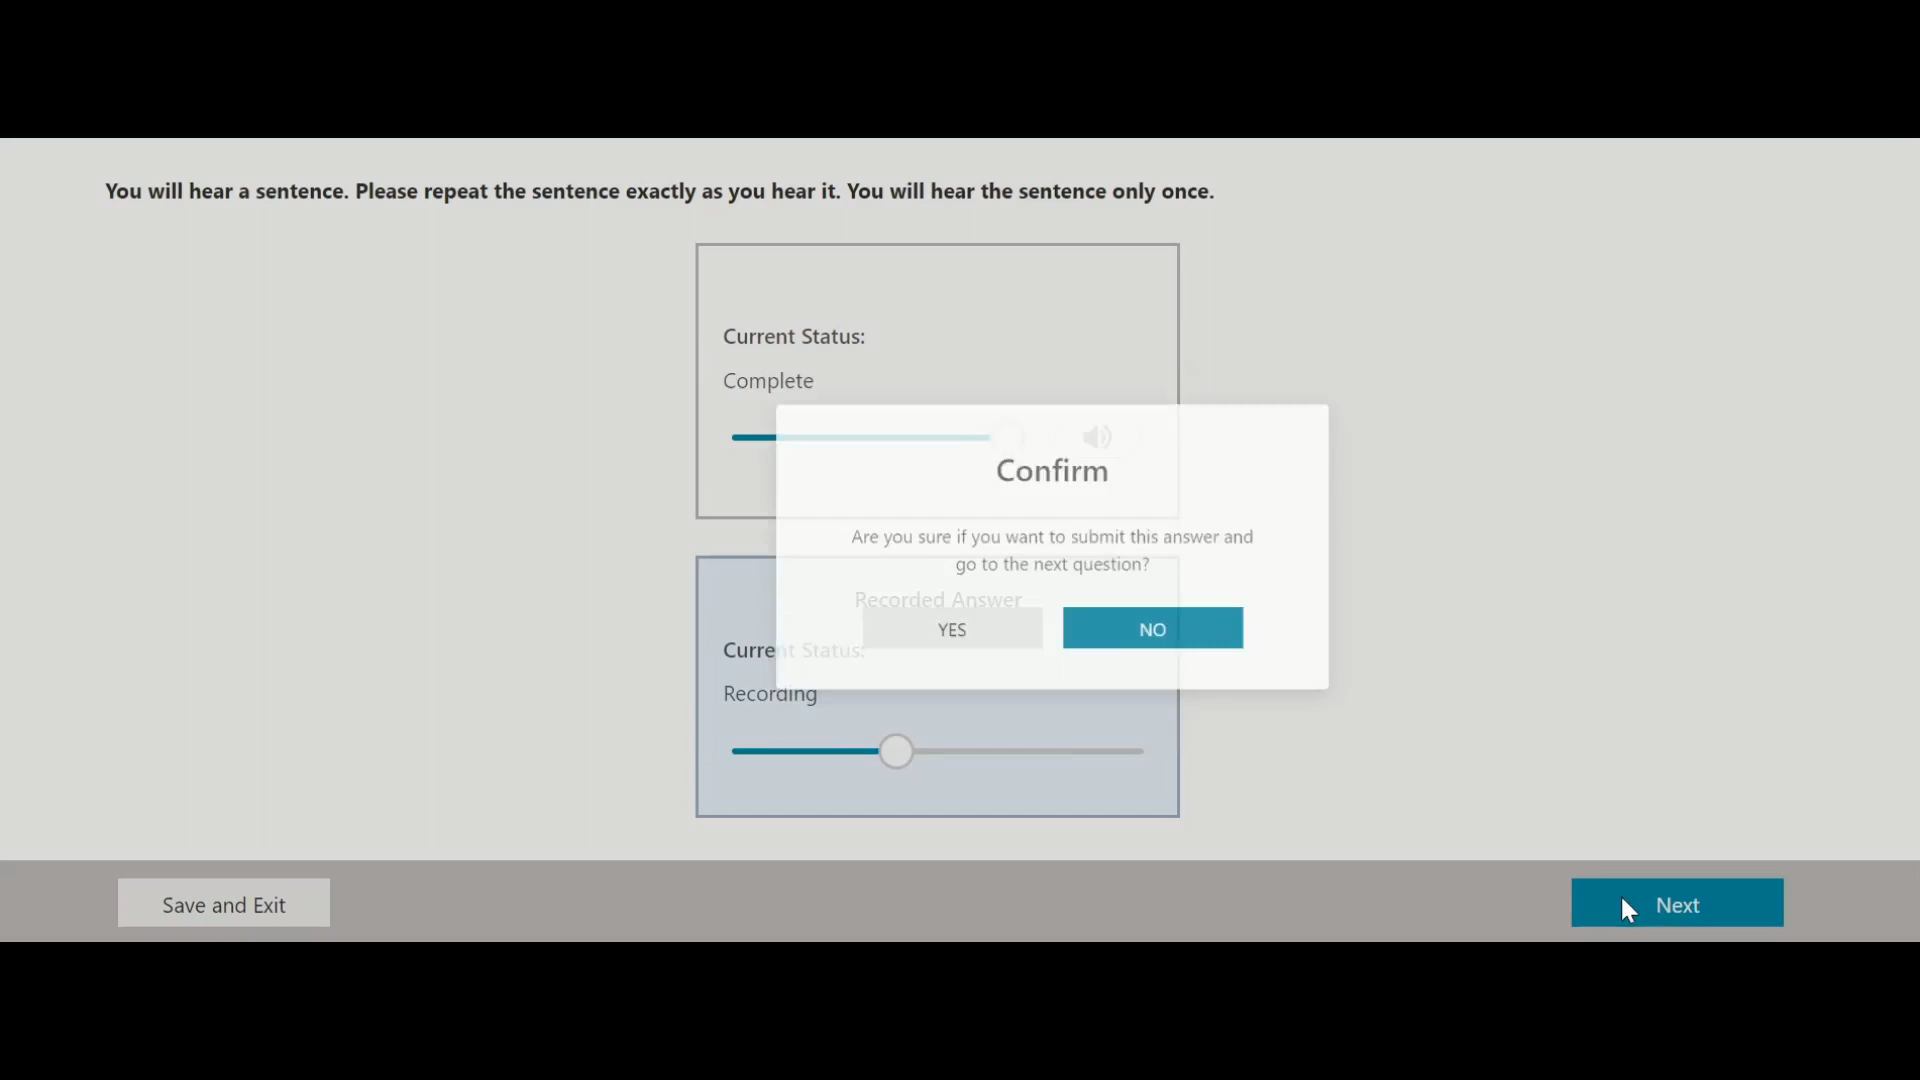 You will hear a sentence. Please repeat the sentence exactly as you hear it. You will hear the sentence only once.
Current Status:
Complete
Confirm
Are you sure if you want to submit this answer and
go to the next question?
Recorded Answer
YES
NO
Current Status:
Recording
Save and Exit
Next